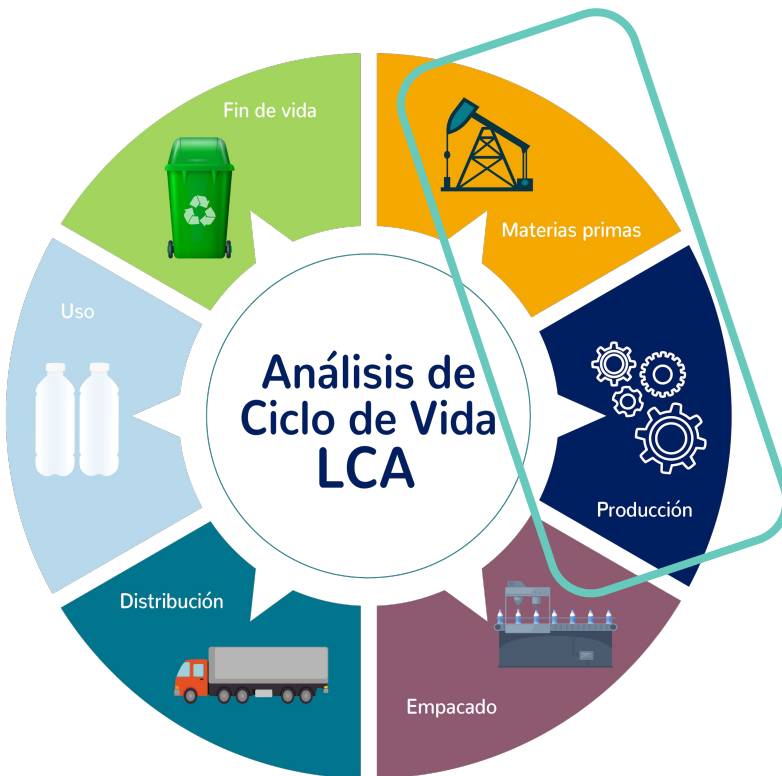 Análisis de
Ciclo de Vida
LCA
Materias primas
Producción
Empacado
Distribución
Uso
Fin de vida